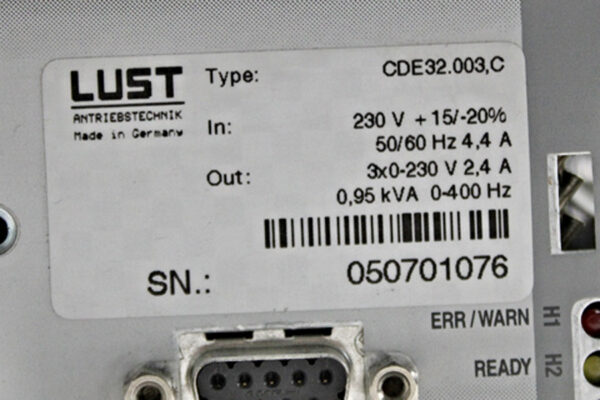 LUST
ANTRIEBSTECHNIK
Made in Germany
Type: CDE32.003,C
In: 230 V +15/-20%
50/60 Hz 4,4 A
Out: 3x0-230 V 2,4 A
0,95 kVA 0-400 Hz
SN.: 050701076
ERR/WARN H1
READY H2